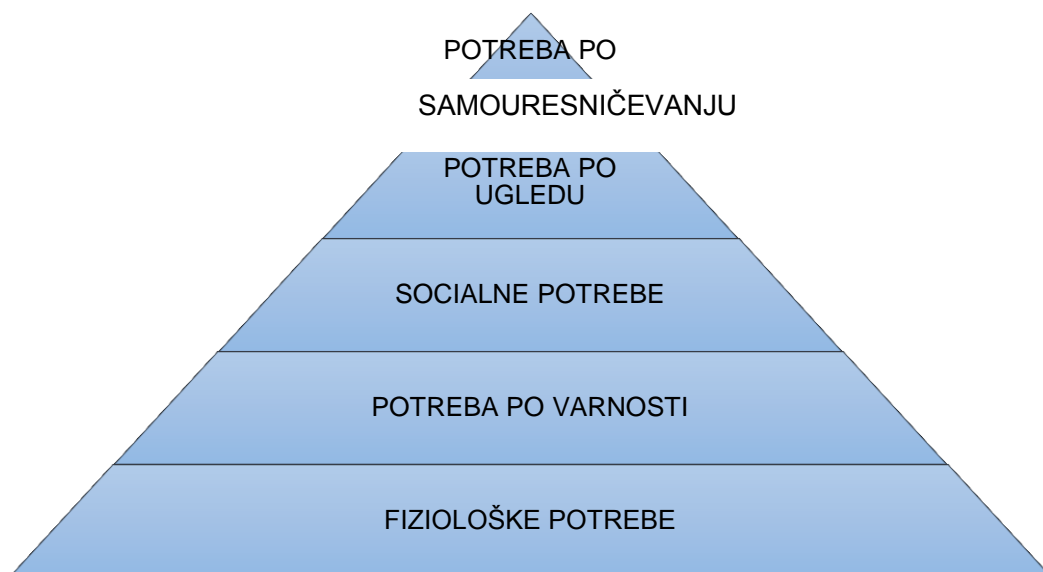 POTREBA PO
SAMOURESNIČEVANJU
POTREBA PO
UGLEDU
SOCIALNE POTREBE
POTREBA PO VARNOSTI
FIZIOLOŠKE POTREBE